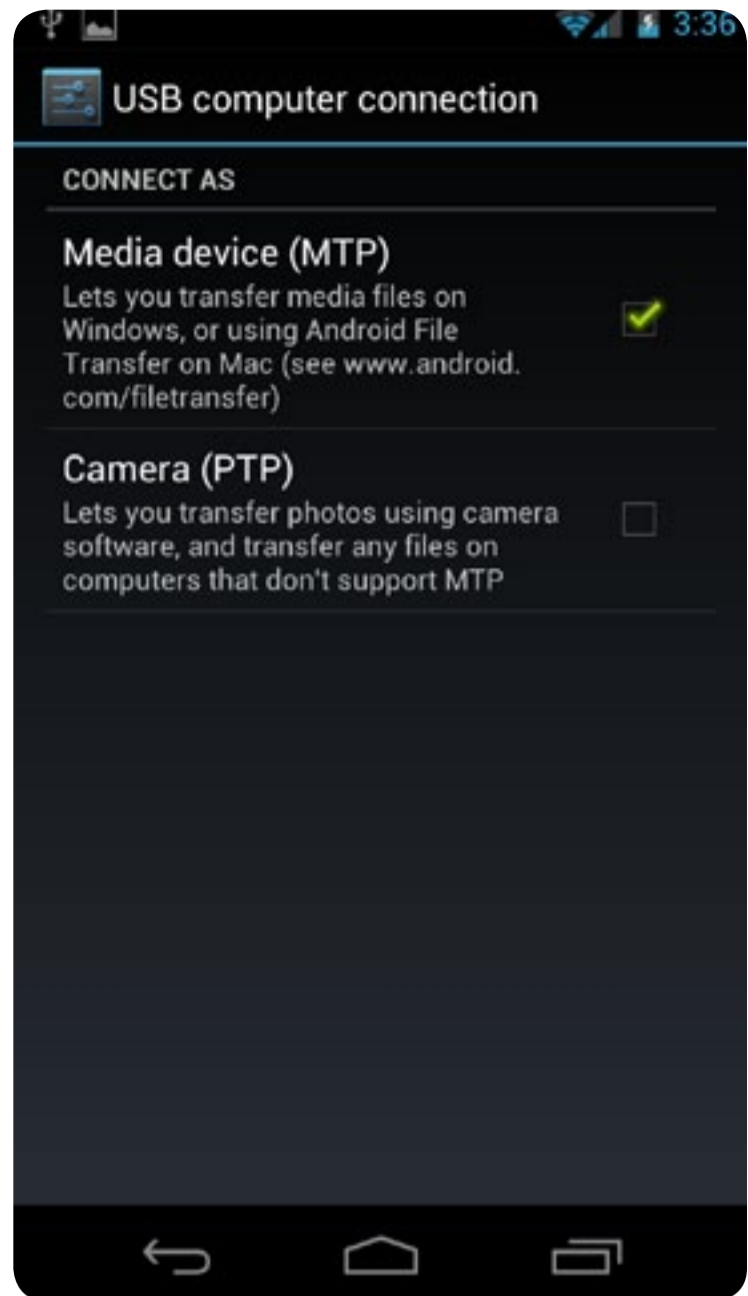 3:36
USB computer connection
CONNECT AS
Media device (MTP)
Lets you transfer media files on
Windows, or using Android File
Transfer on Mac (see www.android.
com/filetransfer)
Camera (PTP)
Lets you transfer photos using camera
software, and transfer any files on
computers that don't support MTP